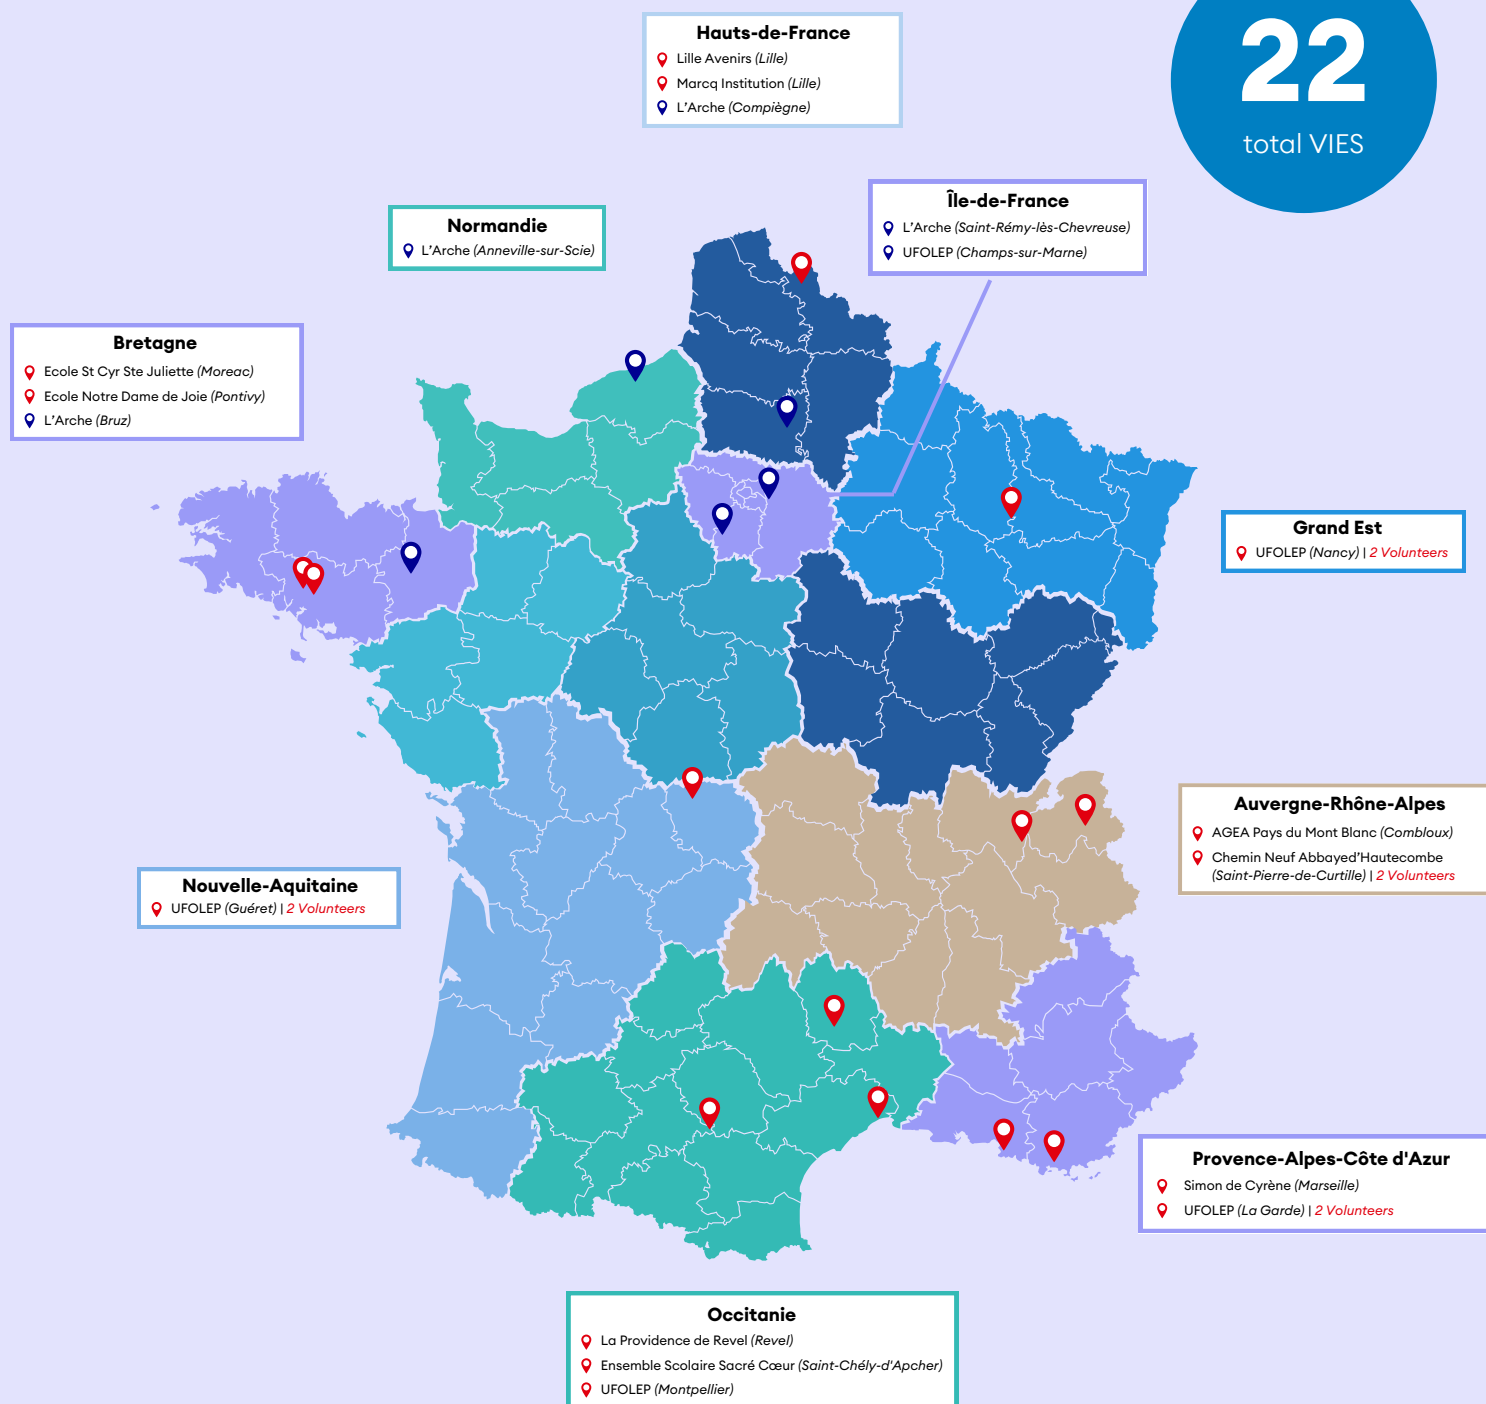 22
total VIES
Hauts-de-France
Lille Avenirs (Lille)
Marcq Institution (Lille)
L'Arche (Compiègne)
Île-de-France
L'Arche (Saint-Rémy-lès-Chevreuse)
UFOLEP (Champs-sur-Marne)
Normandie
L'Arche (Anneville-sur-Scie)
Bretagne
Ecole St Cyr Ste Juliette (Moreac)
Ecole Notre Dame de Joie (Pontivy)
L'Arche (Bruz)
Grand Est
UFOLEP (Nancy) | 2 Volunteers
Auvergne-Rhône-Alpes
AGEA Pays du Mont Blanc (Combloux)
Chemin Neuf Abbayed'Hautecombe
(Saint-Pierre-de-Curtille) | 2 Volunteers
Nouvelle-Aquitaine
UFOLEP (Guéret) | 2 Volunteers
Provence-Alpes-Côte d'Azur
Simon de Cyrène (Marseille)
UFOLEP (La Garde) | 2 Volunteers
Occitanie
La Providence de Revel (Revel)
Ensemble Scolaire Sacré Cœur (Saint-Chély-d'Apcher)
UFOLEP (Montpellier)